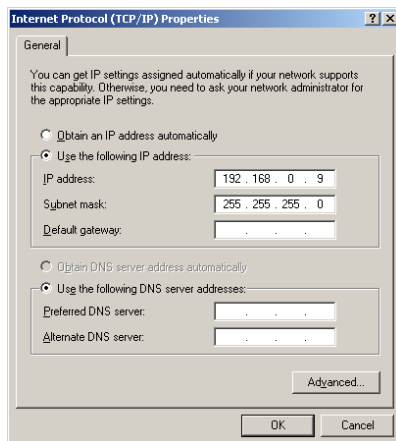 Internet Protocol (TCP/IP) Properties
? X
General
You can get IP settings assigned automatically if your network supports
this capability. Otherwise, you need to ask your network administrator for
the appropriate IP settings.
Obtain an IP address automatically
Use the following IP address:
IP address: 192 . 168 . 0 . 9
Subnet mask: 255 . 255 . 255 . 0
Default gateway: . . .
Obtain DNS server address automatically
Use the following DNS server addresses:
Preferred DNS server: . . .
Alternate DNS server: . . .
Advanced...
OK Cancel